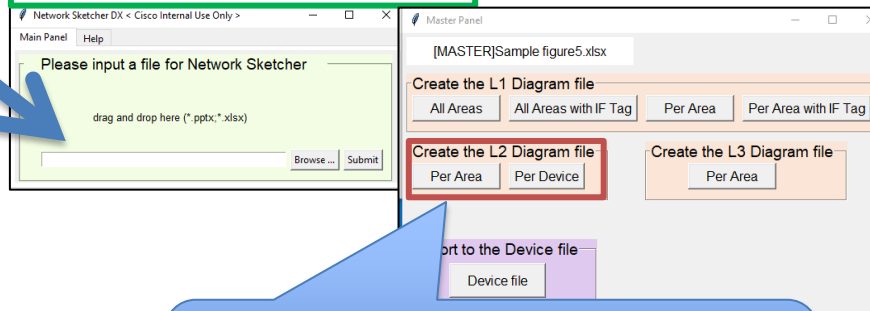 Network Sketcher DX < Cisco Internal Use Only >
Main Panel Help
Please input a file for Network Sketcher
drag and drop here (*.pptx;*.xlsx)
Browse ... Submit
Master Panel
[MASTER]Sample figure5.xlsx
Create the L1 Diagram file
All Areas All Areas with IF Tag Per Area Per Area with IF Tag
Create the L2 Diagram file
Per Area Per Device
Create the L3 Diagram file
Per Area
ort to the Device file
Device file